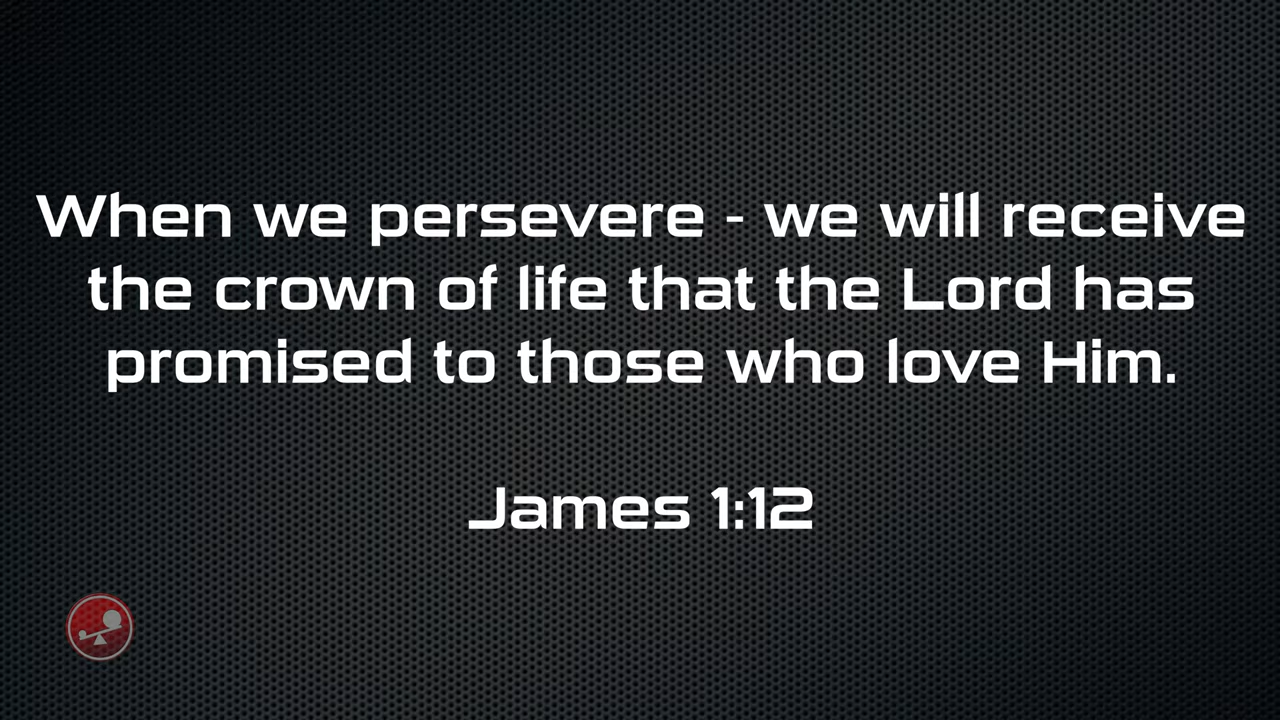 When we persevere - we will receive
the crown of life that the Lord has
promised to those who love Him.
James 1:12